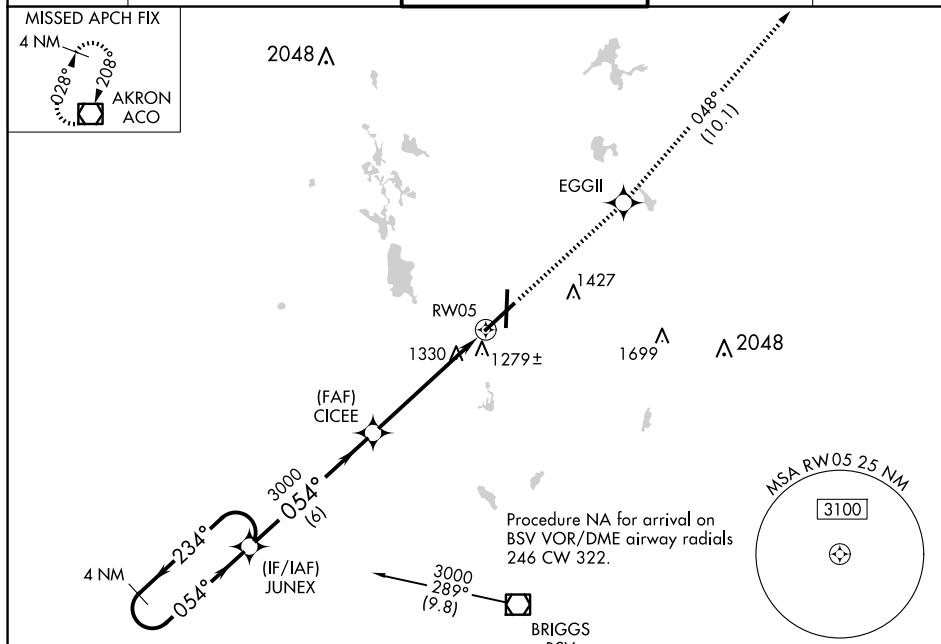 MISSED APCH FIX
4 NM
028°
208°
AKRON
ACO
2048
048°
(10.1)
EGGII
1427
RW05
1330
1279±
1699
2048
(FAF)
CICEE
3000
054°
(6)
234°
4 NM
054°
(IF/IAF)
JUNEX
Procedure NA for arrival on
BSV VOR/DME airway radials
246 CW 322.
3000
289°
(9.8)
BRIGGS
MSA RW05 25 NM
3100